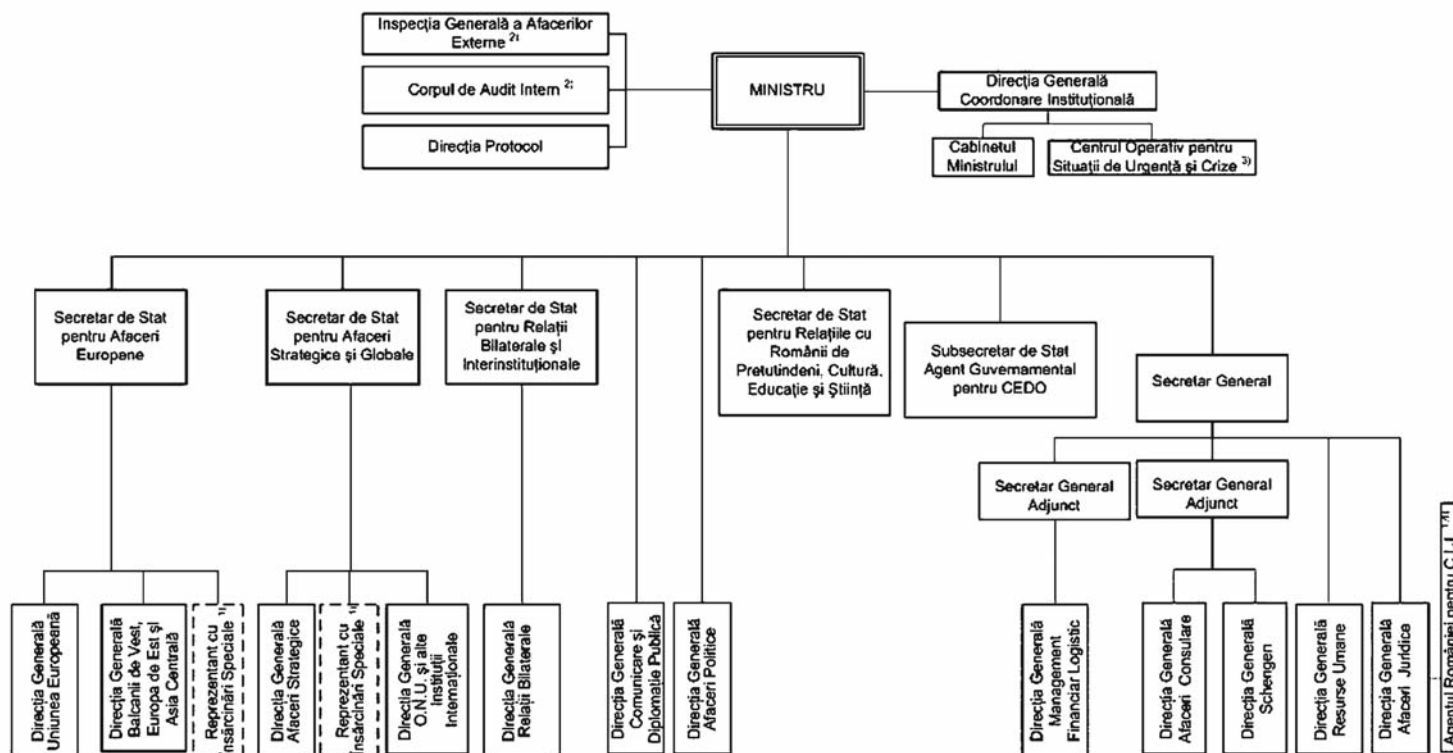 Inspecția Generală a Afacerilor
Externe 2)
Corpul de Audit Intern 2)
Direcția Protocol
MINISTRU
Direcția Generală
Coordonare Instituțională
Cabinetul
Ministrului
Centrul Operativ pentru
Situații de Urgență și Crize 3)
Secretar de Stat
pentru Afaceri
Europene
Secretar de Stat
pentru Afaceri
Strategice și Globale
Secretar de Stat
pentru Relații
Bilaterale și
Interinstituționale
Secretar de Stat
pentru Relațiile cu
Românii de
Pretutindeni, Cultură,
Educație și Știință
Subsecretar de Stat
Agent Guvernamental
pentru CEDO
Secretar General
Secretar General
Adjunct
Secretar General
Adjunct
Direcția Generală
Uniunea Europeană
Direcția Generală
Balcanii de Vest,
Europa de Est și
Asia Centrală
Reprezentant cu
Însărcinări Speciale 1)
Direcția Generală
Afaceri Strategice
Reprezentant cu
Însărcinări Speciale 1)
Direcția Generală
O.N.U. și alte
Instituții
Internaționale
Direcția Generală
Relații Bilaterale
Direcția Generală
Comunicare și
Diplomație Publică
Direcția Generală
Afaceri Politice
Direcția Generală
Management
Financiar Logistic
Direcția Generală
Afaceri Consulare
Direcția Generală
Schengen
Direcția Generală
Resurse Umane
Direcția Generală
Afaceri Juridice
Agentul României pentru C.I.J.